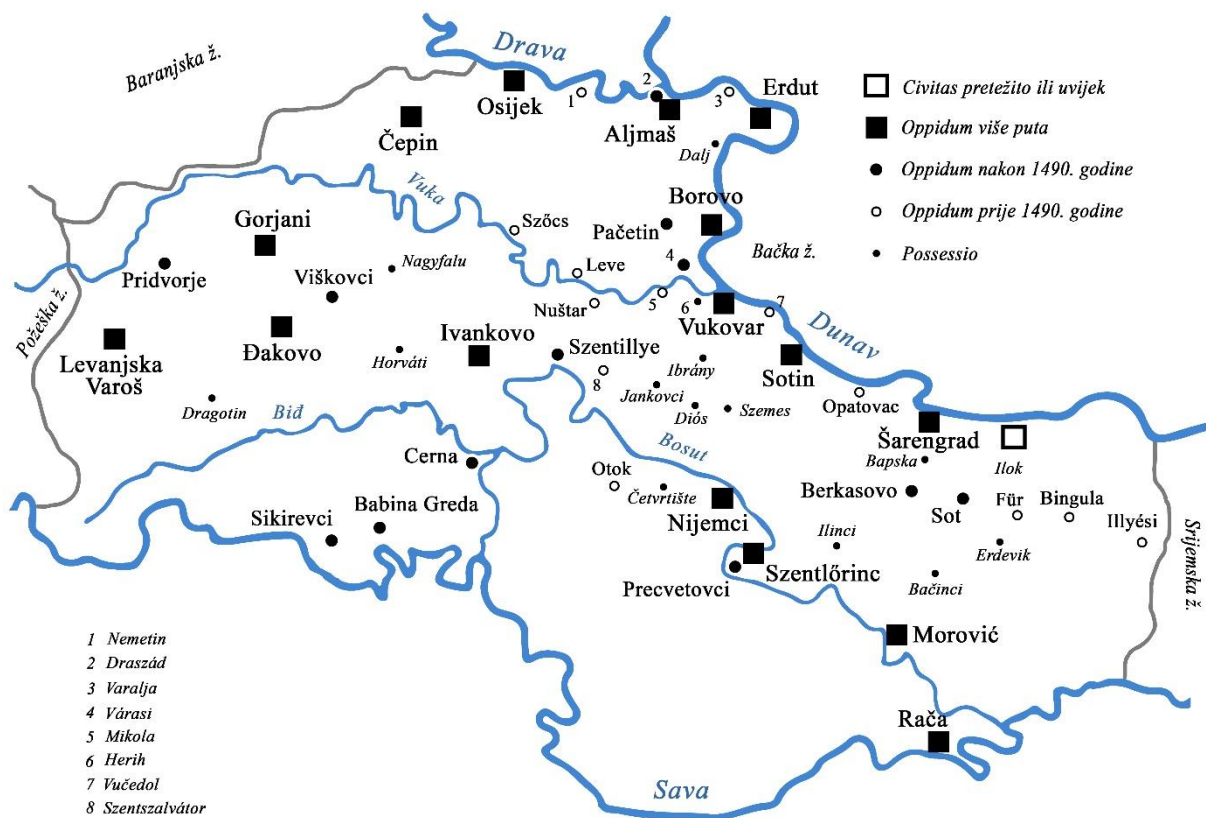 Drava
Baranjska ž.
Osijek
1
2
3
Erdut
Čepin
Aljmaš
Dalj
Civitas pretežito ili uvijek
Oppidum više puta
Oppidum nakon 1490. godine
Oppidum prije 1490. godine
Possessio
Vuka
Borovo
Gorjani
Szőcs
Pačetin
Pridvorje
Viškovci
Nagyfalu
Leve
4
Bačka ž.
Požeška ž.
Nuštar
5
6
7
Vukovar
Dunav
Levanjska
Varoš
Đakovo
Ivankovo
Szentillye
Horváti
8
Ibrány
Sotin
Jankovci
Dragotin
Diós
Szemes
Opatovac
Biđ
Bosut
Šarengrad
Cerna
Bapska
Ilok
Otok
Četvrtište
Berkasovo
Für
Bingula
Babina Greda
Sot
Illyési
Sikirevci
Nijemci
Ilinci
Erdevik
Srijemska ž.
Precvetovci
Szentlőrinc
Bačinci
Morović
Rača
Sava
1 Nemetin
2 Draszád
3 Varalja
4 Várasi
5 Mikola
6 Herih
7 Vučedol
8 Szentszalvátor